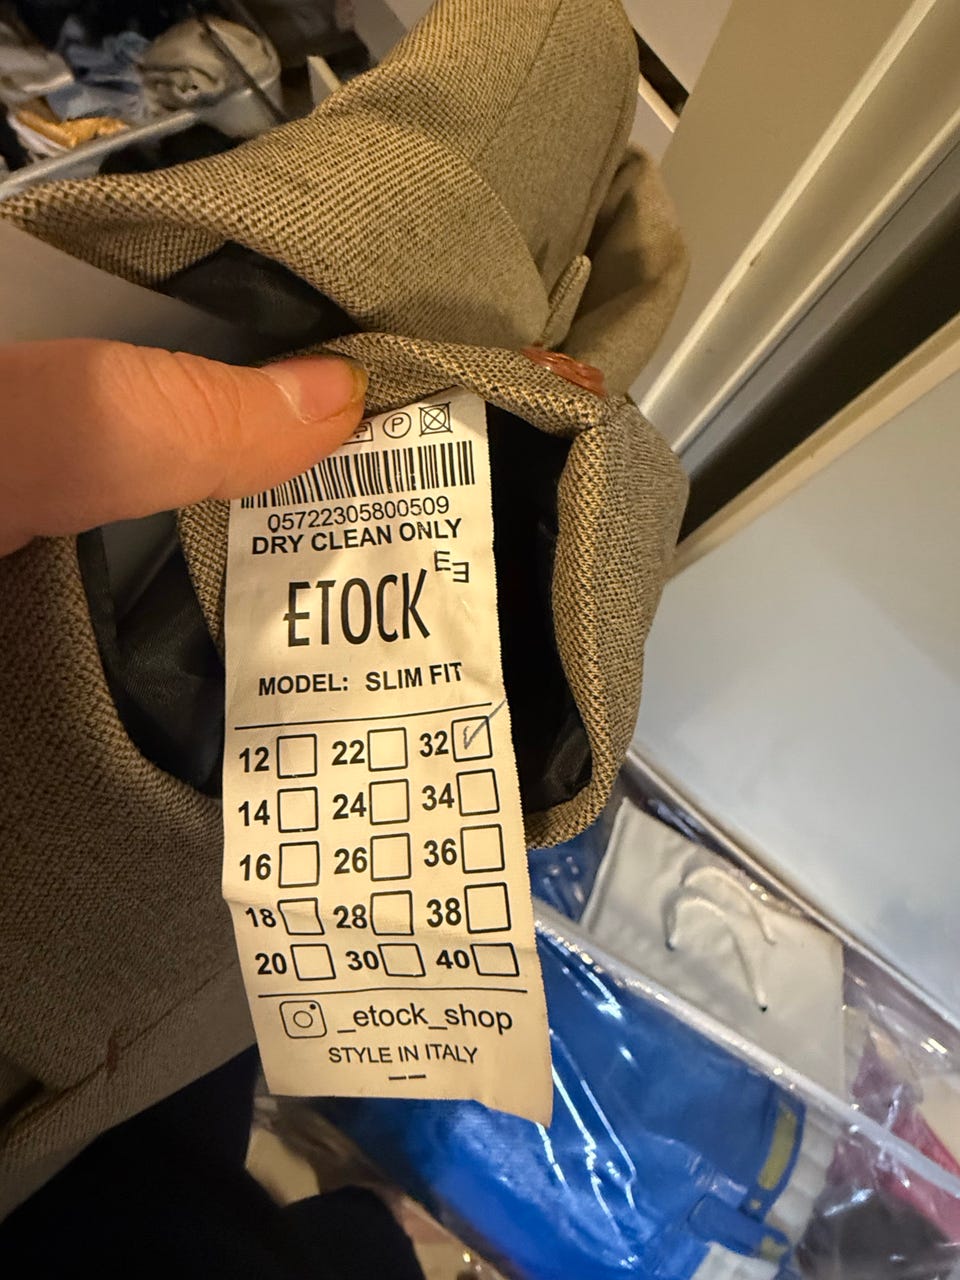 P
05722305800509
DRY CLEAN ONLY
ETOCK EE
MODEL: SLIM FIT
12 22 32
14 24 34
16 26 36
18 28 38
20 30 40
_etock_shop
STYLE IN ITALY